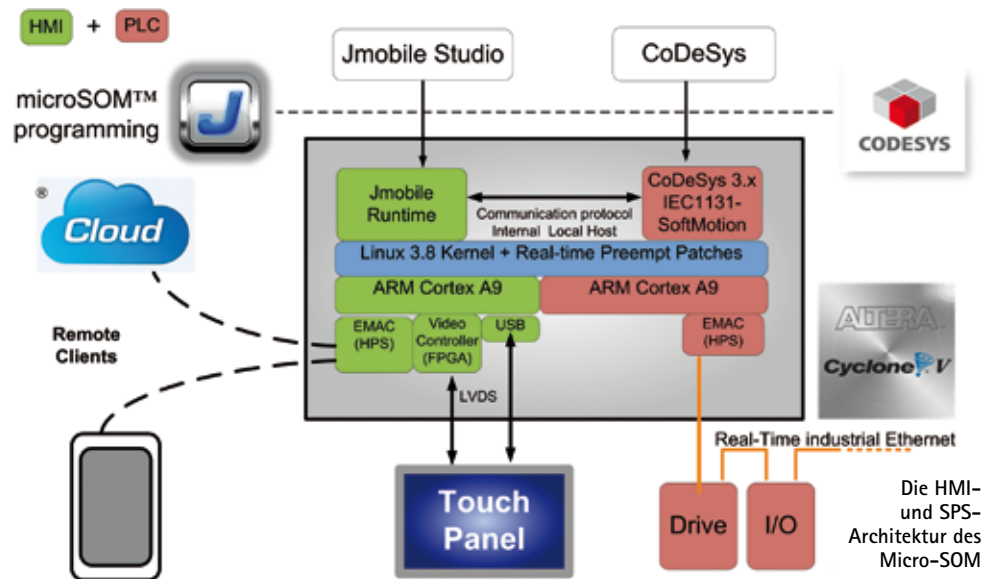 HMI + PLC
microSOM™
programming
J
Jmobile Studio
CoDeSys
CODESYS
® Cloud
Jmobile
Runtime
Communication protocol
Internal Local Host
CoDeSys 3.x
IEC1131-
SoftMotion
Linux 3.8 Kernel + Real-time Preempt Patches
ARM Cortex A9
ARM Cortex A9
EMAC
(HPS)
Video
Controller
(FPGA)
USB
EMAC
(HPS)
Remote
Clients
LVDS
ALTERA
Cyclone V
Real-Time industrial Ethernet
Touch
Panel
Drive
I/O
Die HMI-
und SPS-
Architektur des
Micro-SOM